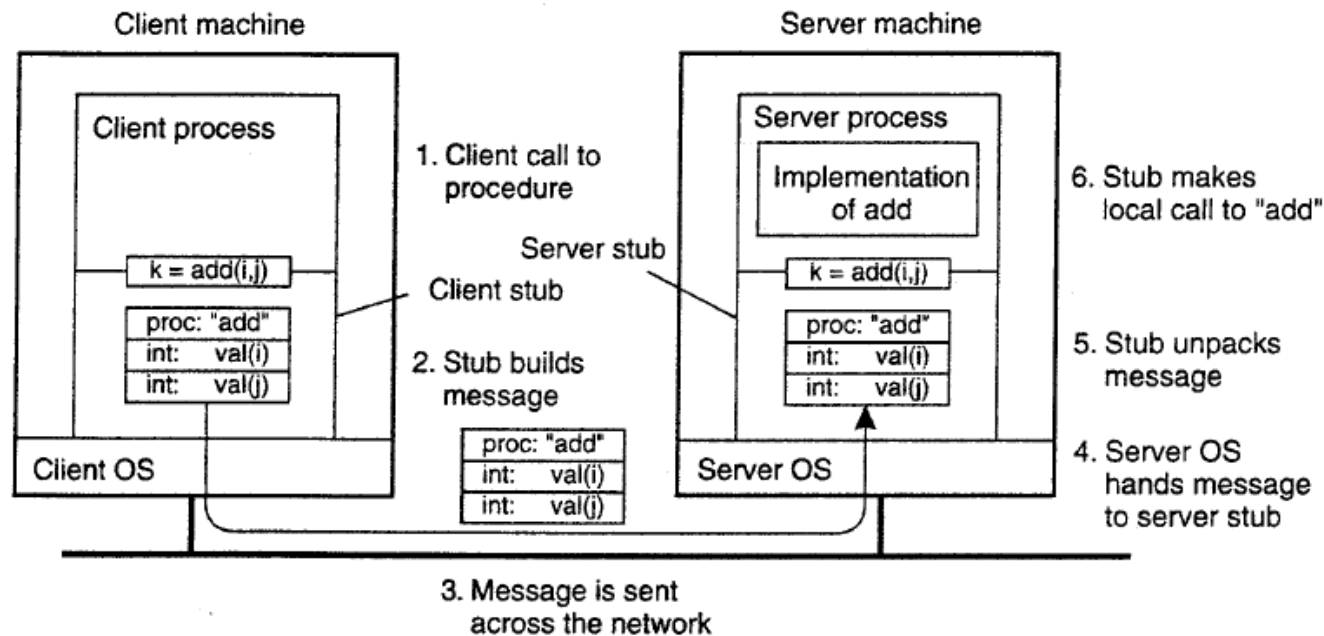 Client machine
Server machine
Client process
1. Client call to
procedure
k = add(i,j)
Client stub
proc: "add"
int: val(i)
int: val(j)
2. Stub builds
message
proc: "add"
int: val(i)
int: val(j)
Client OS
3. Message is sent
across the network
Server process
Implementation
of add
6. Stub makes
local call to "add"
Server stub
k = add(i,j)
proc: "add"
int: val(i)
int: val(j)
5. Stub unpacks
message
Server OS
4. Server OS
hands message
to server stub